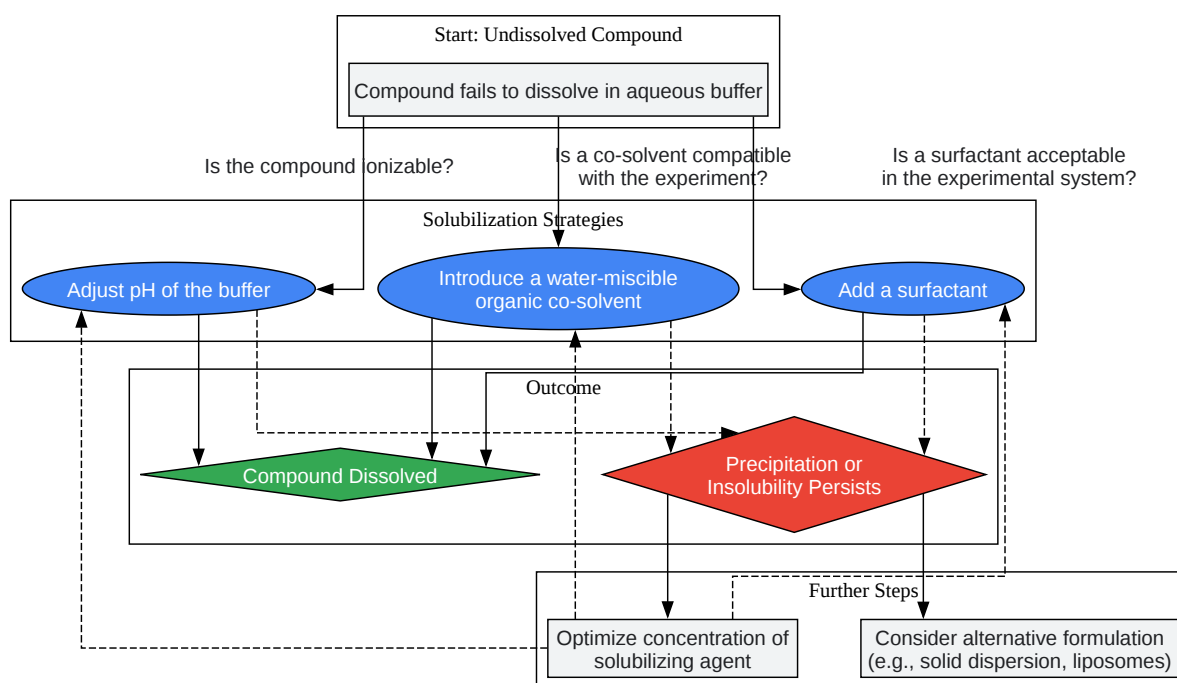 Start: Undissolved Compound
Compound fails to dissolve in aqueous buffer
Is the compound ionizable?
Is a co-solvent compatible
with the experiment?
Is a surfactant acceptable
in the experimental system?
Solubilization Strategies
Adjust pH of the buffer
Introduce a water-miscible
organic co-solvent
Add a surfactant
Outcome
Compound Dissolved
Precipitation or
Insolubility Persists
Further Steps
Optimize concentration of
solubilizing agent
Consider alternative formulation
(e.g., solid dispersion, liposomes)